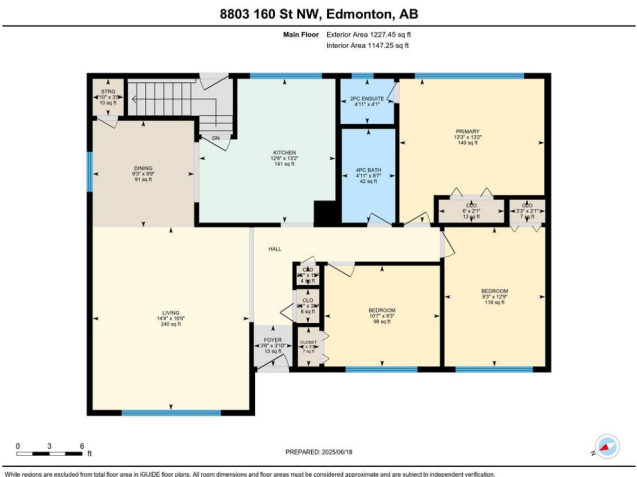 8803 160 St NW, Edmonton, AB
Main Floor Exterior Area 1227.45 sq ft
Interior Area 1147.25 sq ft
STRG
10 sq ft
DN
2PC ENSUITE
4'11" x 4'1"
PRIMARY
13'3" x 13'2"
149 sq ft
KITCHEN
12'6" x 13'2"
141 sq ft
DINING
9'3" x 9'9"
91 sq ft
4PC BATH
4'11" x 8'7"
42 sq ft
CLO
6' x 2'1"
13 sq ft
CLO
3'3" x 2'1"
7 sq ft
HALL
CLO
4 sq ft
CLO
6 sq ft
BEDROOM
9'3" x 12'9"
118 sq ft
LIVING
14'4" x 16'9"
240 sq ft
BEDROOM
10'7" x 9'3"
98 sq ft
FOYER
3'6" x 3'10"
13 sq ft
CLOSET
7 sq ft
0 3 6
ft
PREPARED: 2025/06/18
N
White regions are excluded from total floor area in iGUIDE floor plans. All room dimensions and floor areas must be considered approximate and are subject to independent verification.